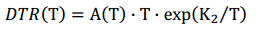 DTR(T) = A(T) · T · exp(K₂/T)